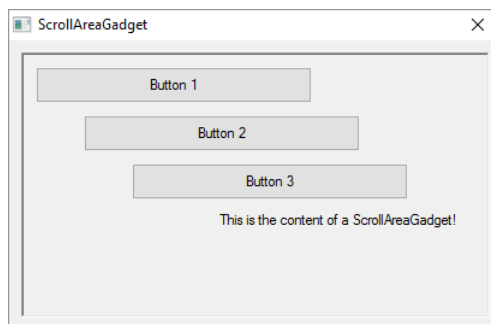 ScrollAreaGadget
Button 1
Button 2
Button 3
This is the content of a ScrollAreaGadget!